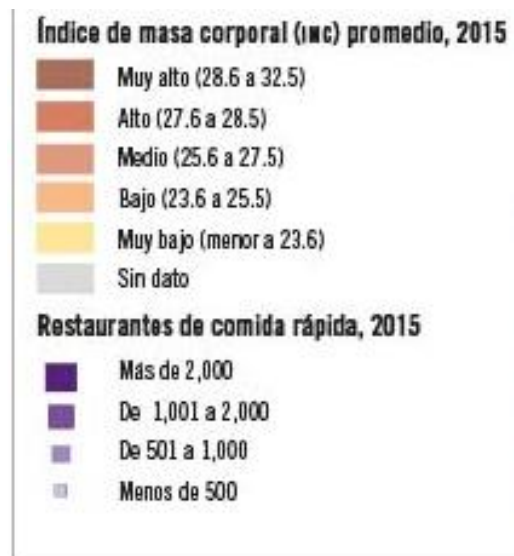 Índice de masa corporal (IMC) promedio, 2015
Muy alto (28.6 a 32.5)
Alto (27.6 a 28.5)
Medio (25.6 a 27.5)
Bajo (23.6 a 25.5)
Muy bajo (menor a 23.6)
Sin dato
Restaurantes de comida rápida, 2015
Más de 2,000
De 1,001 a 2,000
De 501 a 1,000
Menos de 500